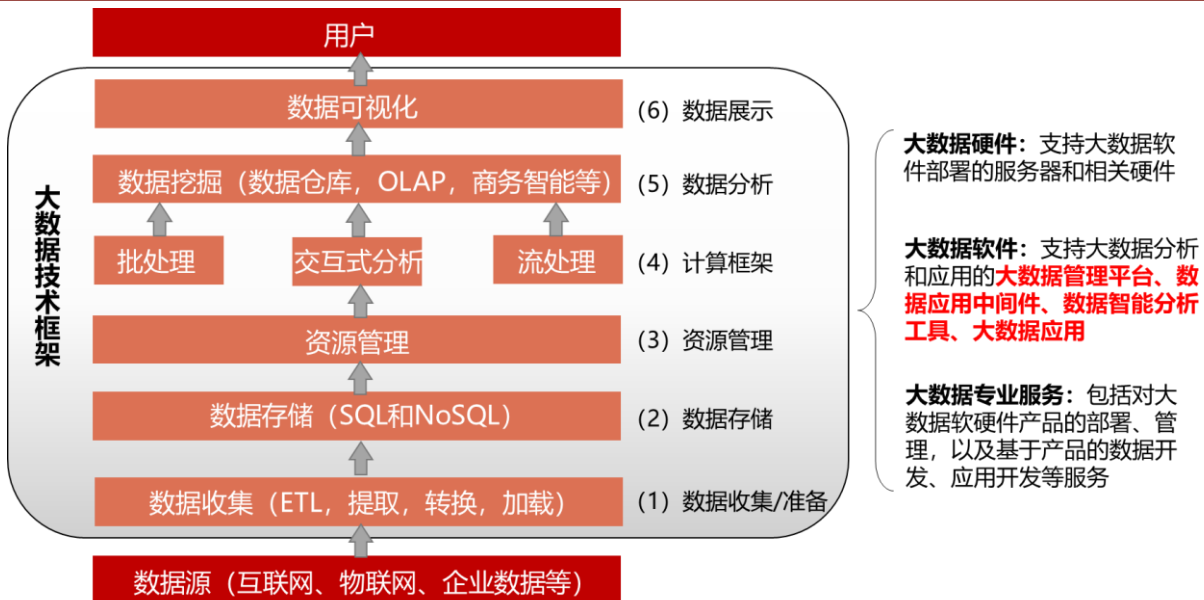 用户
数据可视化
(6）数据展示
数据挖掘（数据仓库，OLAP，商务智能等）
(5）数据分析
批处理
交互式分析
流处理
(4）计算框架
资源管理
(3）资源管理
数据存储（SQL和NoSQL）
(2）数据存储
数据收集（ETL，提取，转换，加载）
(1）数据收集/准备
数据源（互联网、物联网、企业数据等）
大数据技术框架
大数据硬件：支持大数据软
件部署的服务器和相关硬件
大数据软件：支持大数据分析
和应用的大数据管理平台、数
据应用中间件、数据智能分析
工具、大数据应用
大数据专业服务：包括对大
数据软硬件产品的部署、管
理，以及基于产品的数据开
发、应用开发等服务